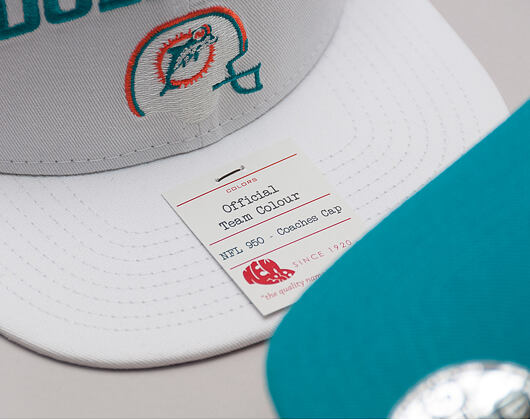 COLORS
Official
Team Colour
NFL 950 - Coaches Cap
NEW ERA
SINCE 1920
"the quality name